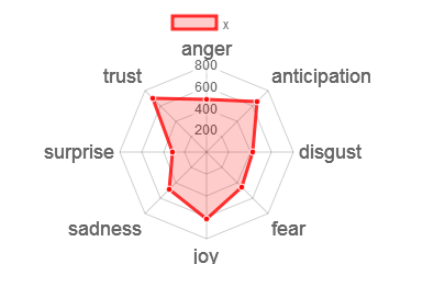 x
anger
trust
anticipation
800
600
400
200
surprise
disgust
sadness
fear
joy